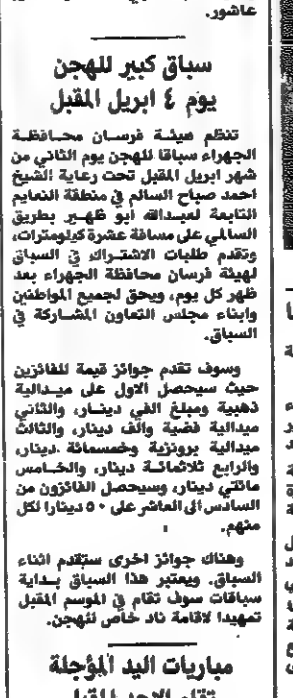 عاشور.
سباق كبير للهجن
يوم ٤ ابريل المقبل
تنظم هيئة فرسان محافظة
الجهراء سباقا للهجن يوم الثاني من
شهر ابريل المقبل تحت رعاية الشيخ
احمد صباح السالم في منطقة النعايم
التابعة لعبدالله ابو ظهير بطريق
السالمي على مسافة عشرة كيلومترات،
وتقدم طلبات الاشتراك في السباق
لهيئة فرسان محافظة الجهراء بعد
ظهر كل يوم، ويحق لجميع المواطنين
وابناء مجلس التعاون المشاركة في
السباق.
وسوف تقدم جوائز قيمة للفائزين
حيث سيحصل الاول على ميدالية
ذهبية ومبلغ الفي دينار، والثاني
ميدالية فضية والف دينار، والثالث
ميدالية برونزية وخمسمائة دينار،
والرابع ثلاثمائة دينار، والخامس
مائتي دينار، وسيحصل الفائزون من
السادس الى العاشر على ٥٠ دينارا لكل
منهم.
وهناك جوائز اخرى ستقدم اثناء
السباق. ويعتبر هذا السباق بداية
سباقات سوف تقام في الموسم المقبل
تمهيدا لاقامة ناد خاص للهجن.
مباريات اليد المؤجلة